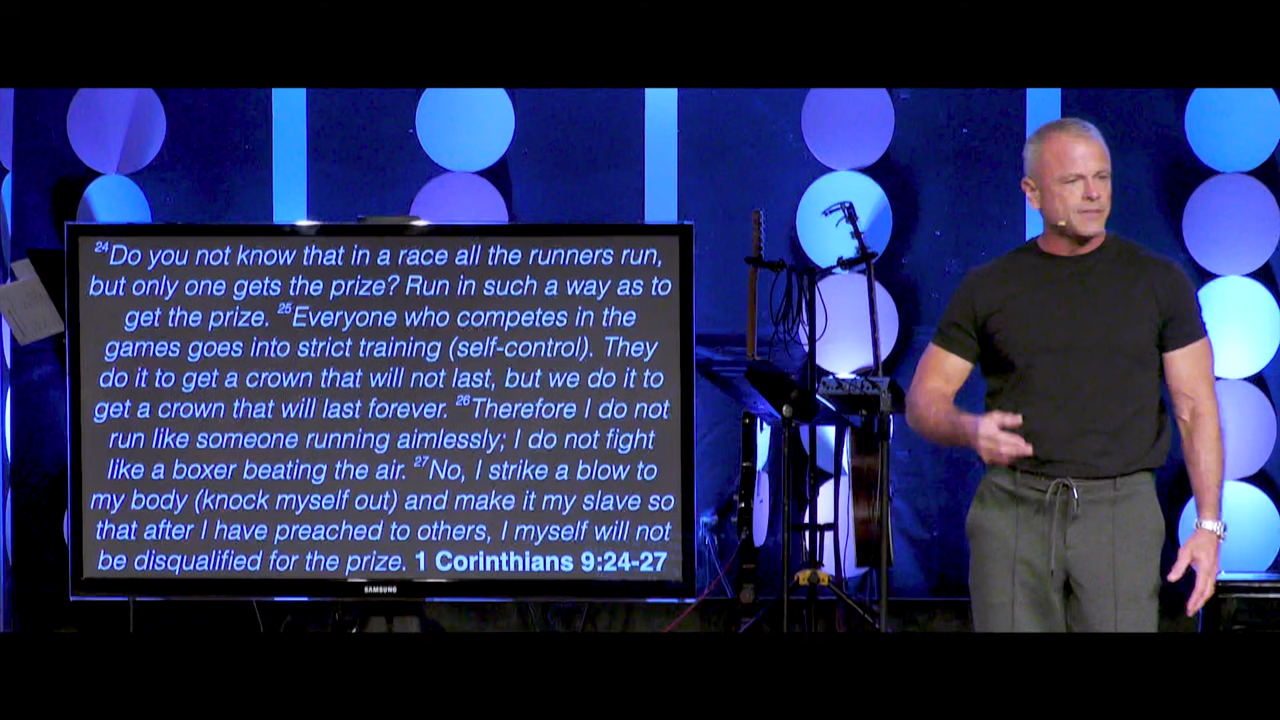 ²⁴Do you not know that in a race all the runners run,
but only one gets the prize? Run in such a way as to
get the prize. ²⁵Everyone who competes in the
games goes into strict training (self-control). They
do it to get a crown that will not last, but we do it to
get a crown that will last forever. ²⁶Therefore I do not
run like someone running aimlessly; I do not fight
like a boxer beating the air. ²⁷No, I strike a blow to
my body (knock myself out) and make it my slave so
that after I have preached to others, I myself will not
be disqualified for the prize. 1 Corinthians 9:24-27
SAMSUNG